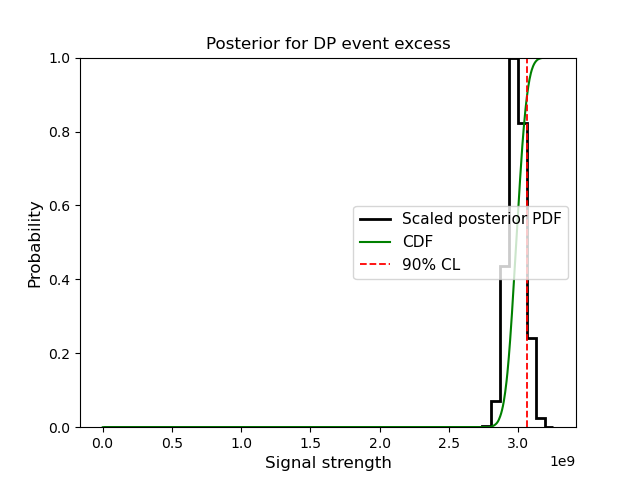 Posterior for DP event excess
1.0
0.8
0.6
0.4
0.2
0.0
Probability
Scaled posterior PDF
CDF
90% CL
0.0 0.5 1.0 1.5 2.0 2.5 3.0
1e9
Signal strength